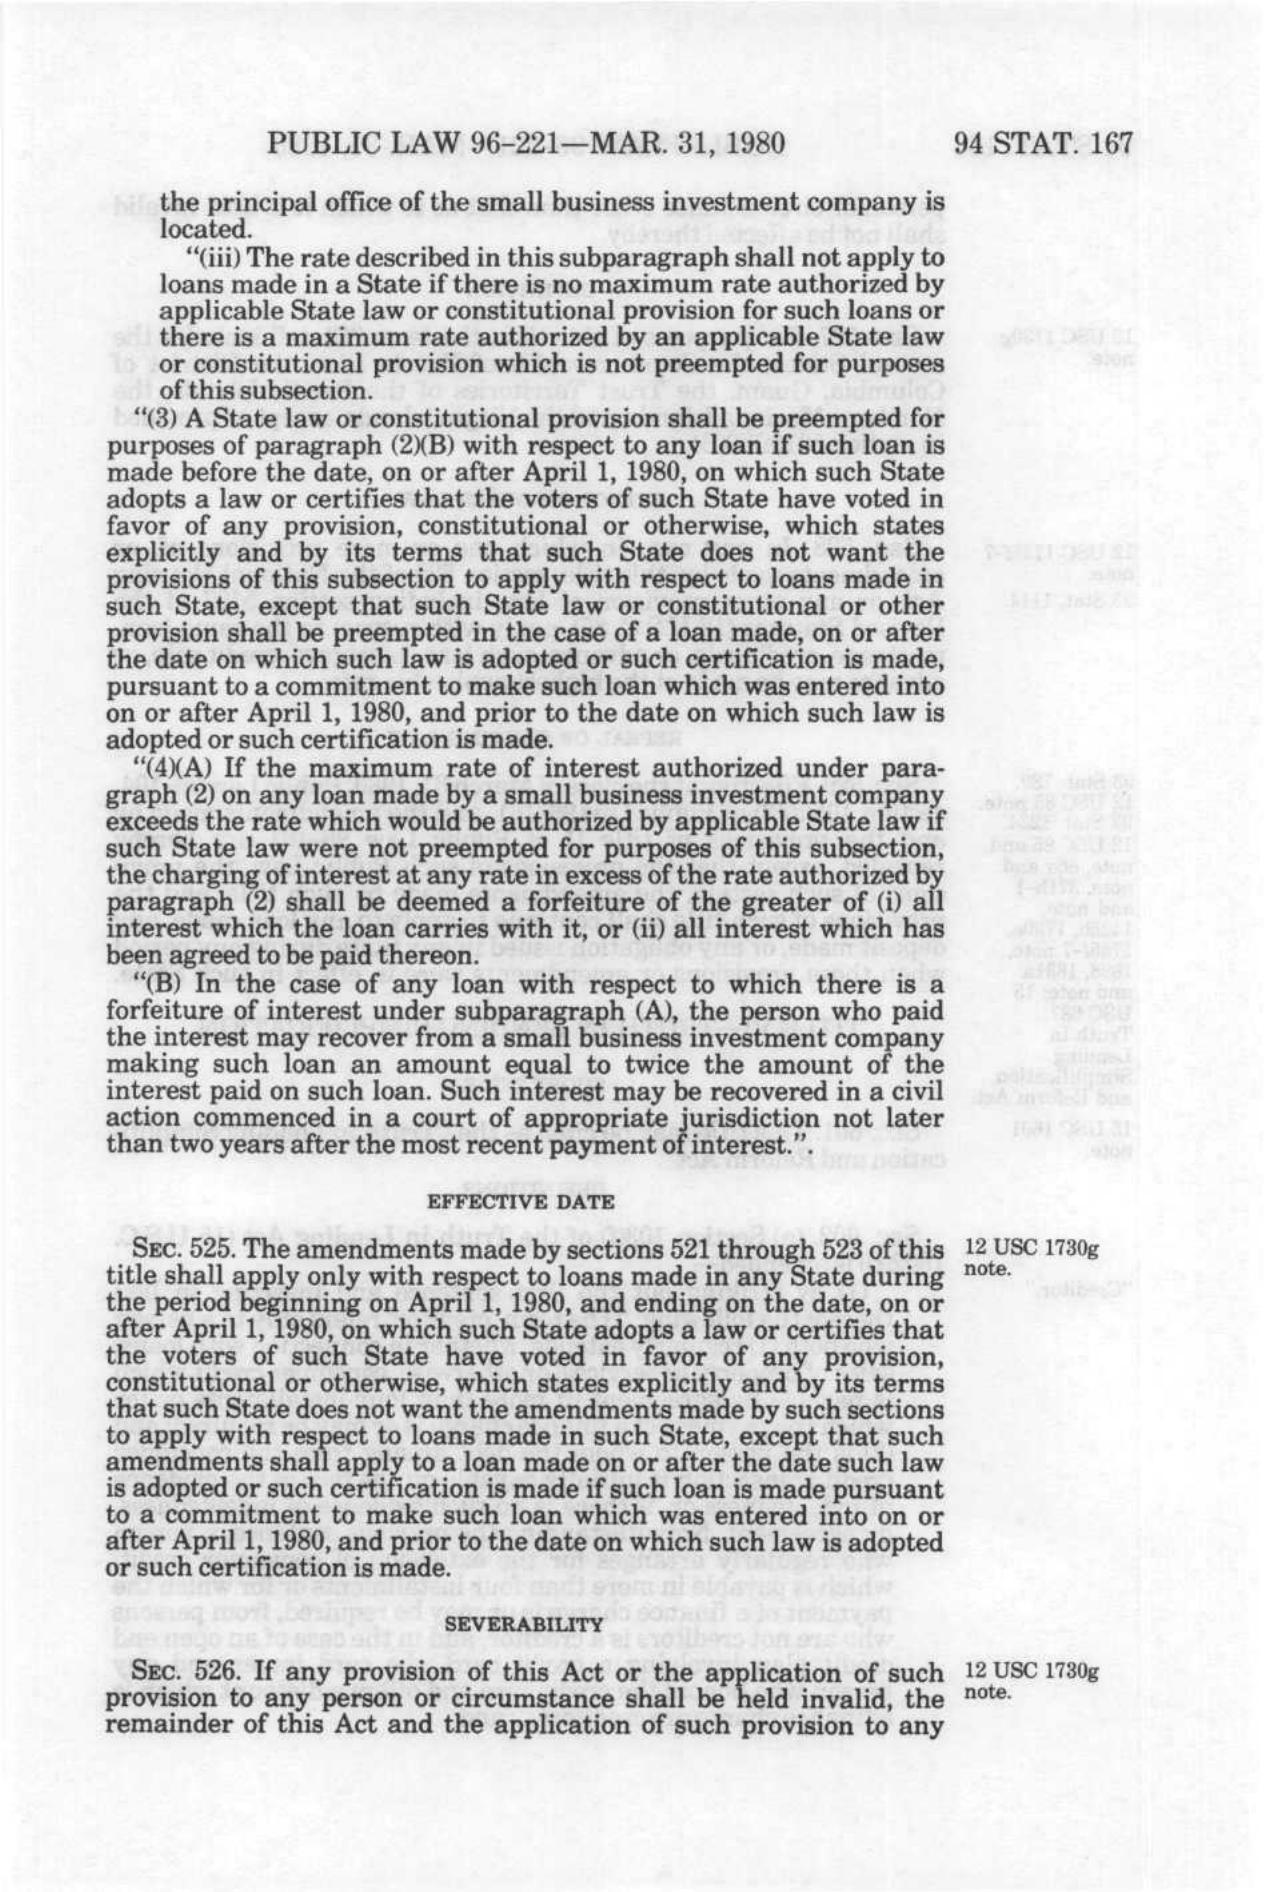 PUBLIC LAW 96–221—MAR. 31, 1980 94 STAT. 167
the principal office of the small business investment company is
located.
“(iii) The rate described in this subparagraph shall not apply to
loans made in a State if there is no maximum rate authorized by
applicable State law or constitutional provision for such loans or
there is a maximum rate authorized by an applicable State law
or constitutional provision which is not preempted for purposes
of this subsection.
“(3) A State law or constitutional provision shall be preempted for
purposes of paragraph (2)(B) with respect to any loan if such loan is
made before the date, on or after April 1, 1980, on which such State
adopts a law or certifies that the voters of such State have voted in
favor of any provision, constitutional or otherwise, which states
explicitly and by its terms that such State does not want the
provisions of this subsection to apply with respect to loans made in
such State, except that such State law or constitutional or other
provision shall be preempted in the case of a loan made, on or after
the date on which such law is adopted or such certification is made,
pursuant to a commitment to make such loan which was entered into
on or after April 1, 1980, and prior to the date on which such law is
adopted or such certification is made.
“(4)(A) If the maximum rate of interest authorized under para-
graph (2) on any loan made by a small business investment company
exceeds the rate which would be authorized by applicable State law if
such State law were not preempted for purposes of this subsection,
the charging of interest at any rate in excess of the rate authorized by
paragraph (2) shall be deemed a forfeiture of the greater of (i) all
interest which the loan carries with it, or (ii) all interest which has
been agreed to be paid thereon.
“(B) In the case of any loan with respect to which there is a
forfeiture of interest under subparagraph (A), the person who paid
the interest may recover from a small business investment company
making such loan an amount equal to twice the amount of the
interest paid on such loan. Such interest may be recovered in a civil
action commenced in a court of appropriate jurisdiction not later
than two years after the most recent payment of interest.”.
EFFECTIVE DATE
SEC. 525. The amendments made by sections 521 through 523 of this
title shall apply only with respect to loans made in any State during
the period beginning on April 1, 1980, and ending on the date, on or
after April 1, 1980, on which such State adopts a law or certifies that
the voters of such State have voted in favor of any provision,
constitutional or otherwise, which states explicitly and by its terms
that such State does not want the amendments made by such sections
to apply with respect to loans made in such State, except that such
amendments shall apply to a loan made on or after the date such law
is adopted or such certification is made if such loan is made pursuant
to a commitment to make such loan which was entered into on or
after April 1, 1980, and prior to the date on which such law is adopted
or such certification is made.
12 USC 1730g
note.
SEVERABILITY
SEC. 526. If any provision of this Act or the application of such
provision to any person or circumstance shall be held invalid, the
remainder of this Act and the application of such provision to any
12 USC 1730g
note.